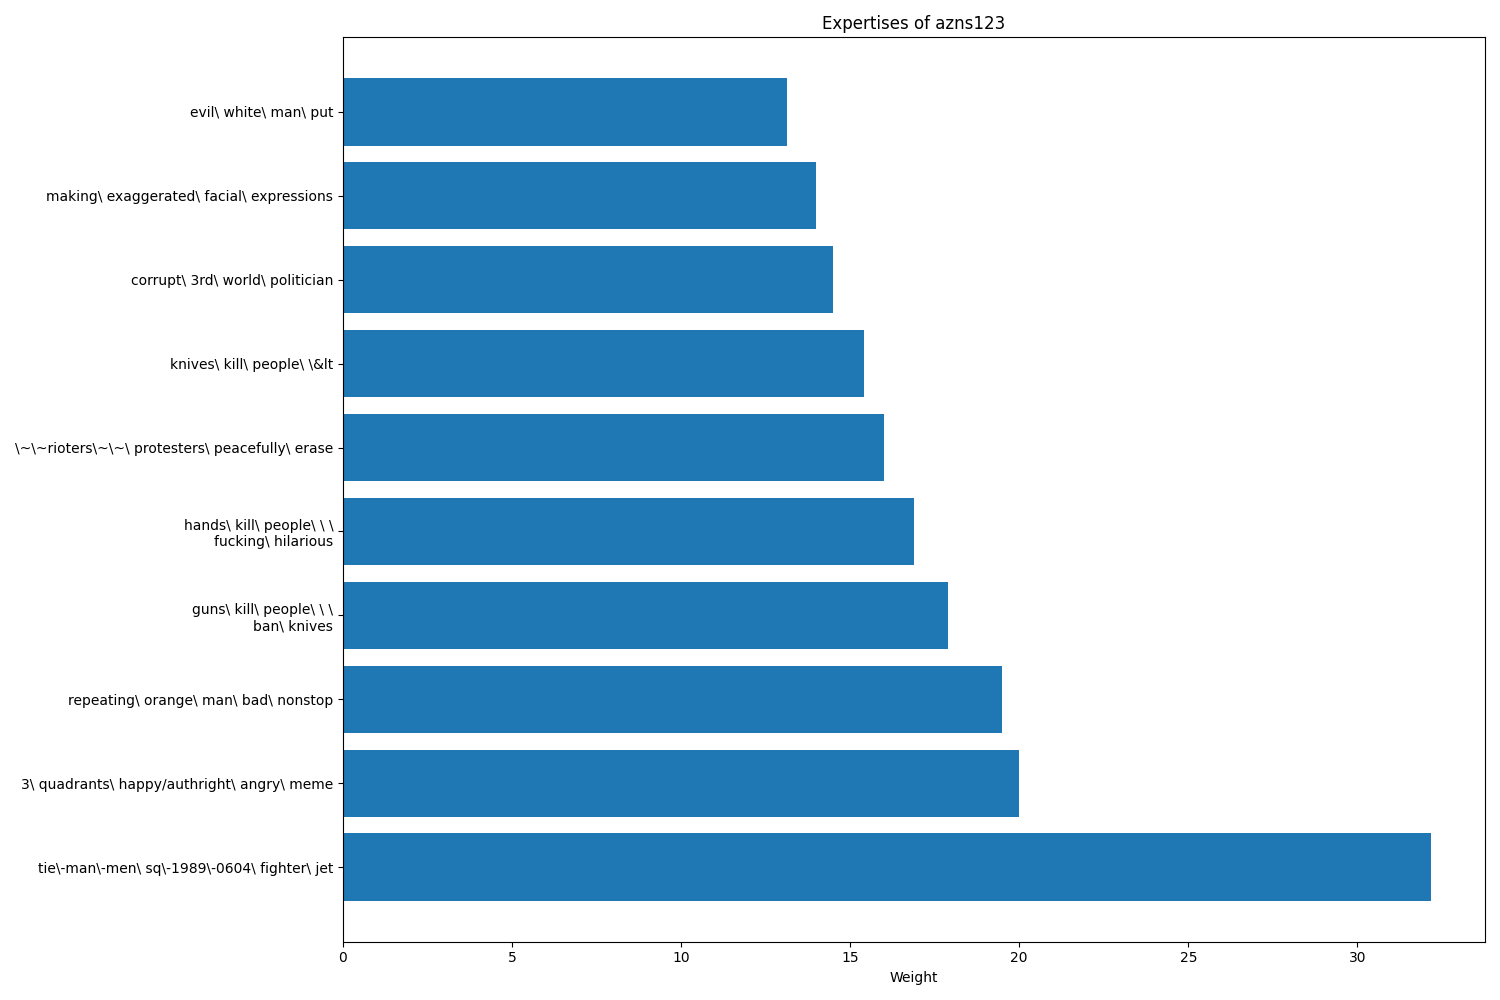 Expertises of azns123
evil\ white\ man\ put
making\ exaggerated\ facial\ expressions
corrupt\ 3rd\ world\ politician
knives\ kill\ people\ \&lt
\~\~rioters\~\~\ protesters\ peacefully\ erase
hands\ kill\ people\ \ \
fucking\ hilarious
guns\ kill\ people\ \ \
ban\ knives
repeating\ orange\ man\ bad\ nonstop
3\ quadrants\ happy/authright\ angry\ meme
tie\-man\-men\ sq\-1989\-0604\ fighter\ jet
0 5 10 15 20 25 30
Weight